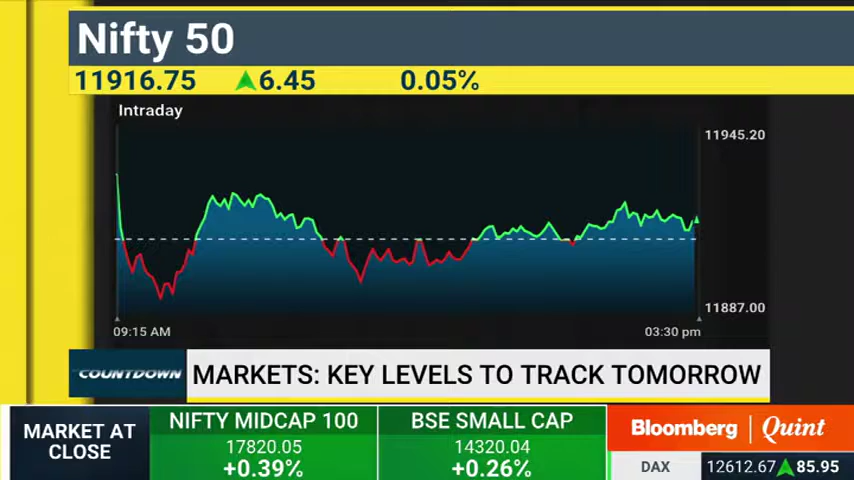 Nifty 50
11916.75 ▲6.45 0.05%
Intraday
11945.20
11887.00
09:15 AM 03:30 pm
COUNTDOWN
MARKETS: KEY LEVELS TO TRACK TOMORROW
MARKET AT
CLOSE
NIFTY MIDCAP 100
17820.05
+0.39%
BSE SMALL CAP
14320.04
+0.26%
Bloomberg | Quint
DAX 12612.67▲85.95